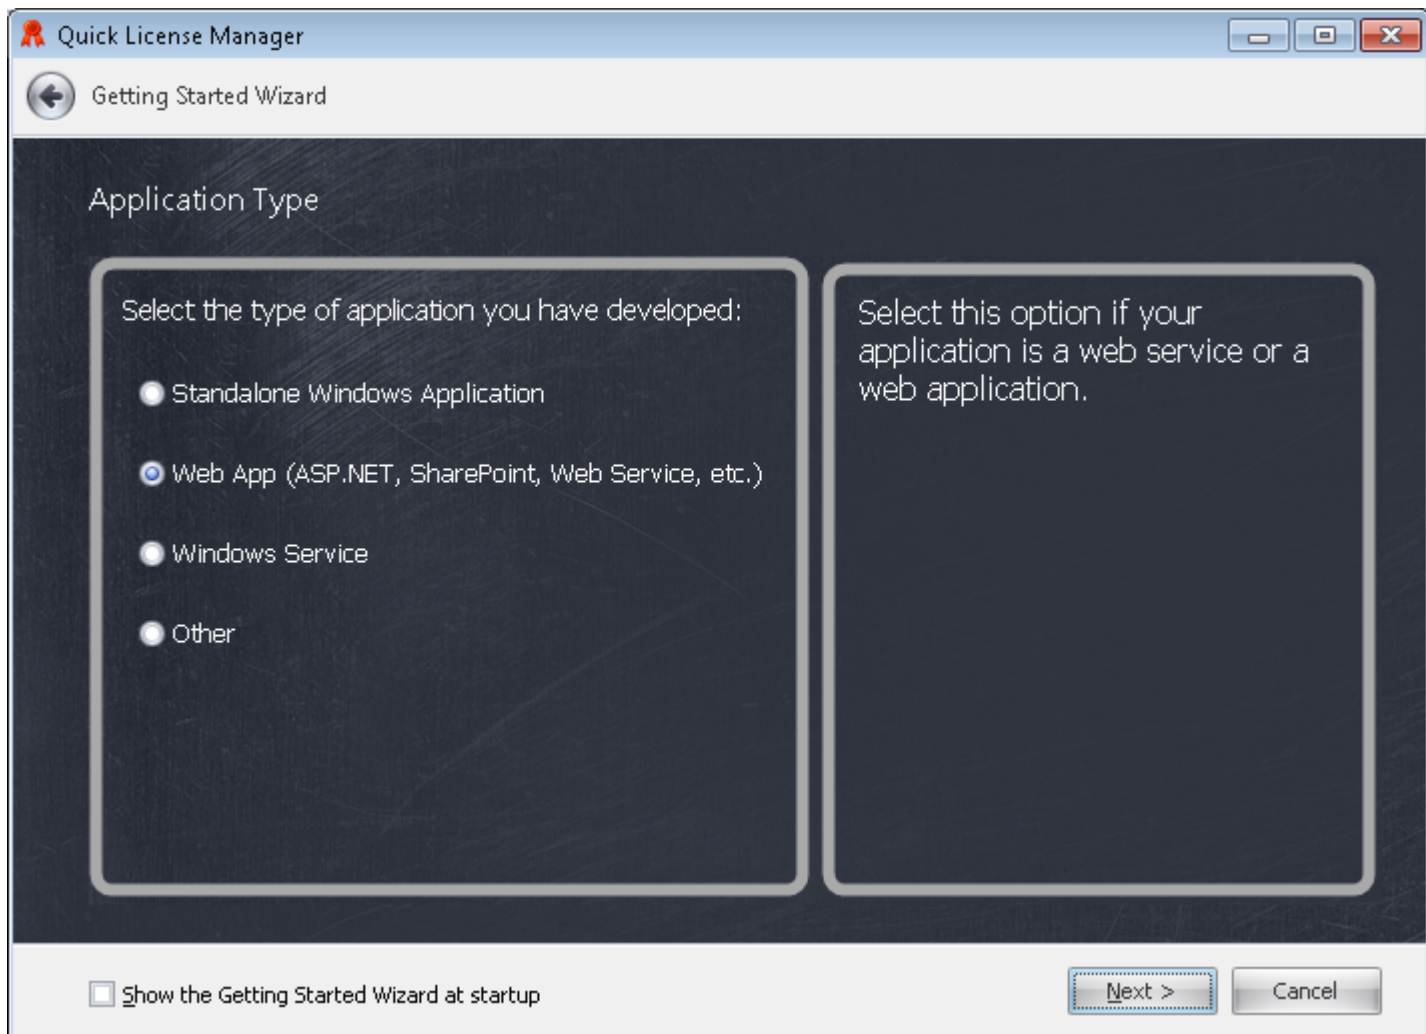 Quick License Manager
Getting Started Wizard
Application Type
Select the type of application you have developed:
Standalone Windows Application
Web App (ASP.NET, SharePoint, Web Service, etc.)
Windows Service
Other
Select this option if your
application is a web service or a
web application.
Show the Getting Started Wizard at startup
Next >
Cancel